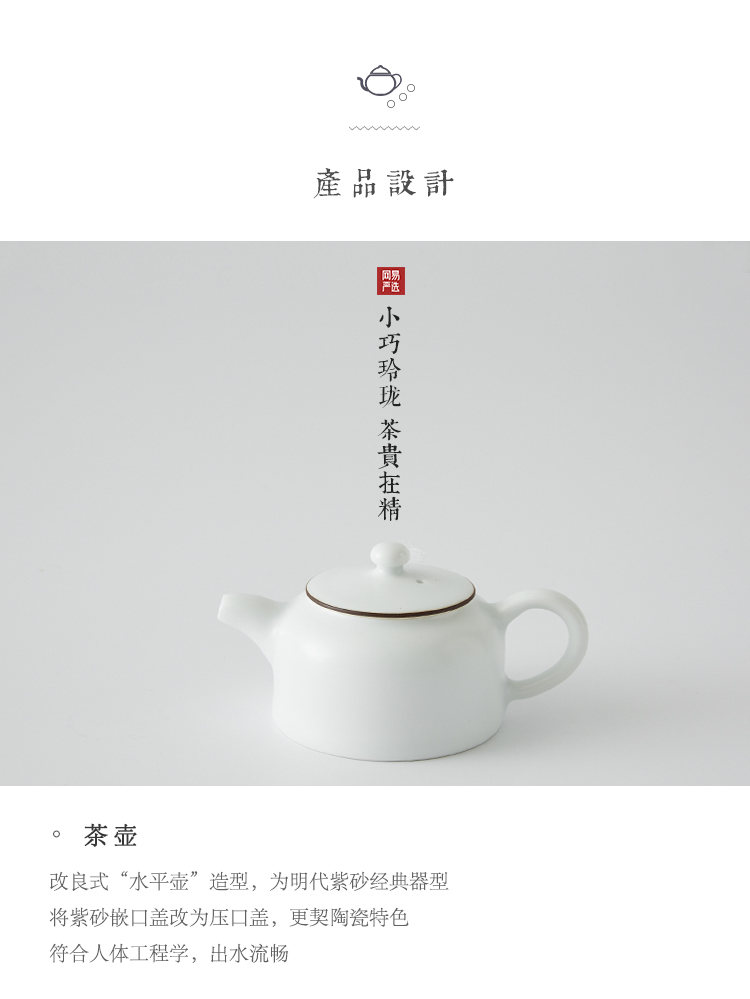 產品設計
网易
严选
小巧玲珑 茶貴在精
茶壶
改良式“水平壶”造型，为明代紫砂经典器型
将紫砂嵌口盖改为压口盖，更契陶瓷特色
符合人体工程学，出水流畅